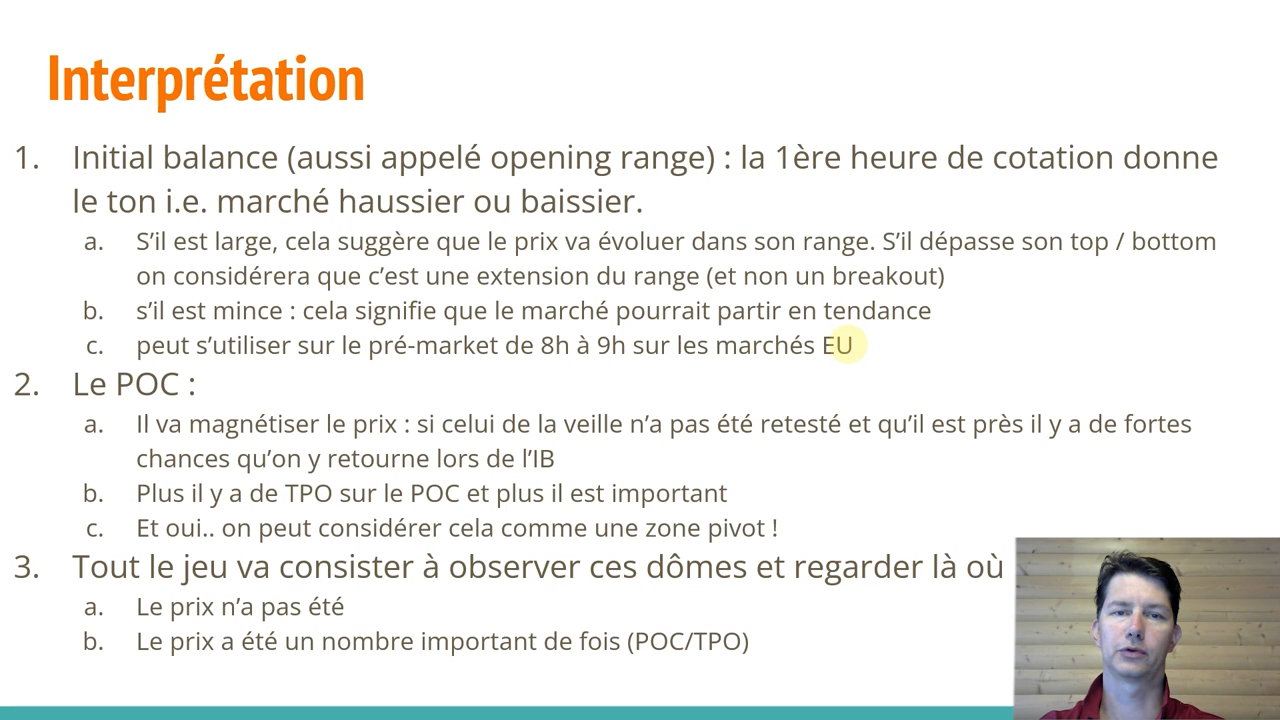 Interprétation
1. Initial balance (aussi appelé opening range) : la 1ère heure de cotation donne
le ton i.e. marché haussier ou baissier.
a. S’il est large, cela suggère que le prix va évoluer dans son range. S’il dépasse son top / bottom
on considérera que c’est une extension du range (et non un breakout)
b. s’il est mince : cela signifie que le marché pourrait partir en tendance
c. peut s’utiliser sur le pré-market de 8h à 9h sur les marchés EU
2. Le POC :
a. Il va magnétiser le prix : si celui de la veille n’a pas été retesté et qu’il est près il y a de fortes
chances qu’on y retourne lors de l’IB
b. Plus il y a de TPO sur le POC et plus il est important
c. Et oui.. on peut considérer cela comme une zone pivot !
3. Tout le jeu va consister à observer ces dômes et regarder là où
a. Le prix n’a pas été
b. Le prix a été un nombre important de fois (POC/TPO)